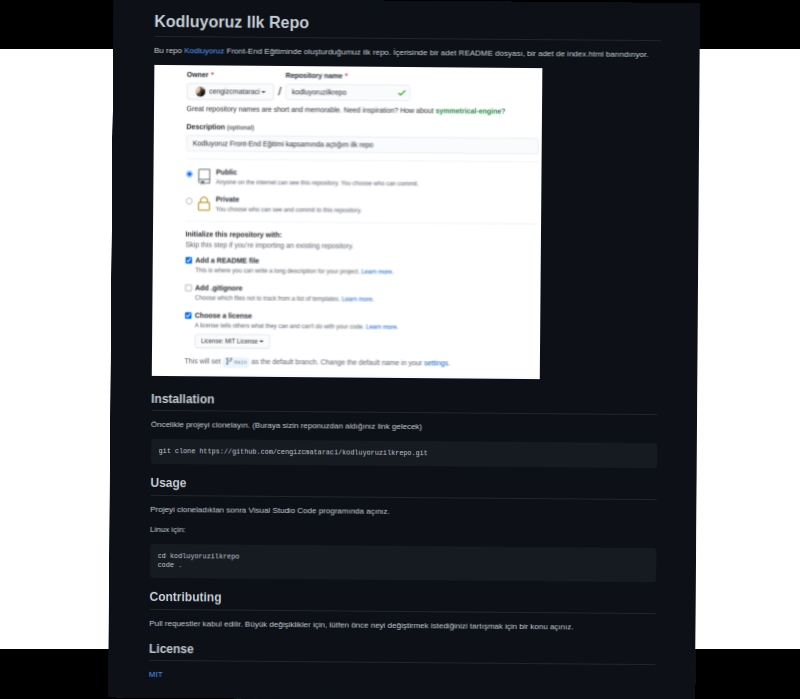 Kodluyoruz Ilk Repo
Bu repo Kodluyoruz Front-End Eğitiminde oluşturduğumuz ilk repo. İçerisinde bir adet README dosyası, bir adet de index.html barındırıyor.
Owner * Repository name *
cengizcmataraci / kodluyoruzilkrepo
Great repository names are short and memorable. Need inspiration? How about symmetrical-engine?
Description (optional)
Kodluyoruz Front-End Eğitimi kapsamında açtığım ilk repo
Public
Anyone on the internet can see this repository. You choose who can commit.
Private
You choose who can see and commit to this repository.
Initialize this repository with:
Skip this step if you're importing an existing repository.
Add a README file
This is where you can write a long description for your project. Learn more.
Add .gitignore
Choose which files not to track from a list of templates. Learn more.
Choose a license
A license tells others what they can and can't do with your code. Learn more.
License: MIT License
This will set main as the default branch. Change the default name in your settings.
Installation
Öncelikle projeyi clonelayın. (Buraya sizin reponuzdan aldığınız link gelecek)
git clone https://github.com/cengizcmataraci/kodluyoruzilkrepo.git
Usage
Projeyi cloneladıktan sonra Visual Studio Code programında açınız.
Linux için:
cd kodluyoruzilkrepo
code .
Contributing
Pull requestler kabul edilir. Büyük değişiklikler için, lütfen önce neyi değiştirmek istediğinizi tartışmak için bir konu açınız.
License
MIT